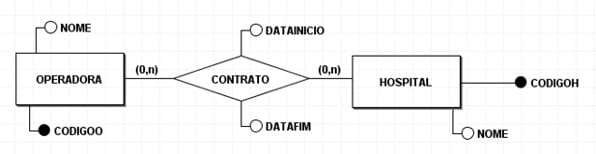 NOME
DATAINICIO
OPERADORA
(0,n)
CONTRATO
(0,n)
HOSPITAL
CODIGOH
CODIGOO
DATAFIM
NOME